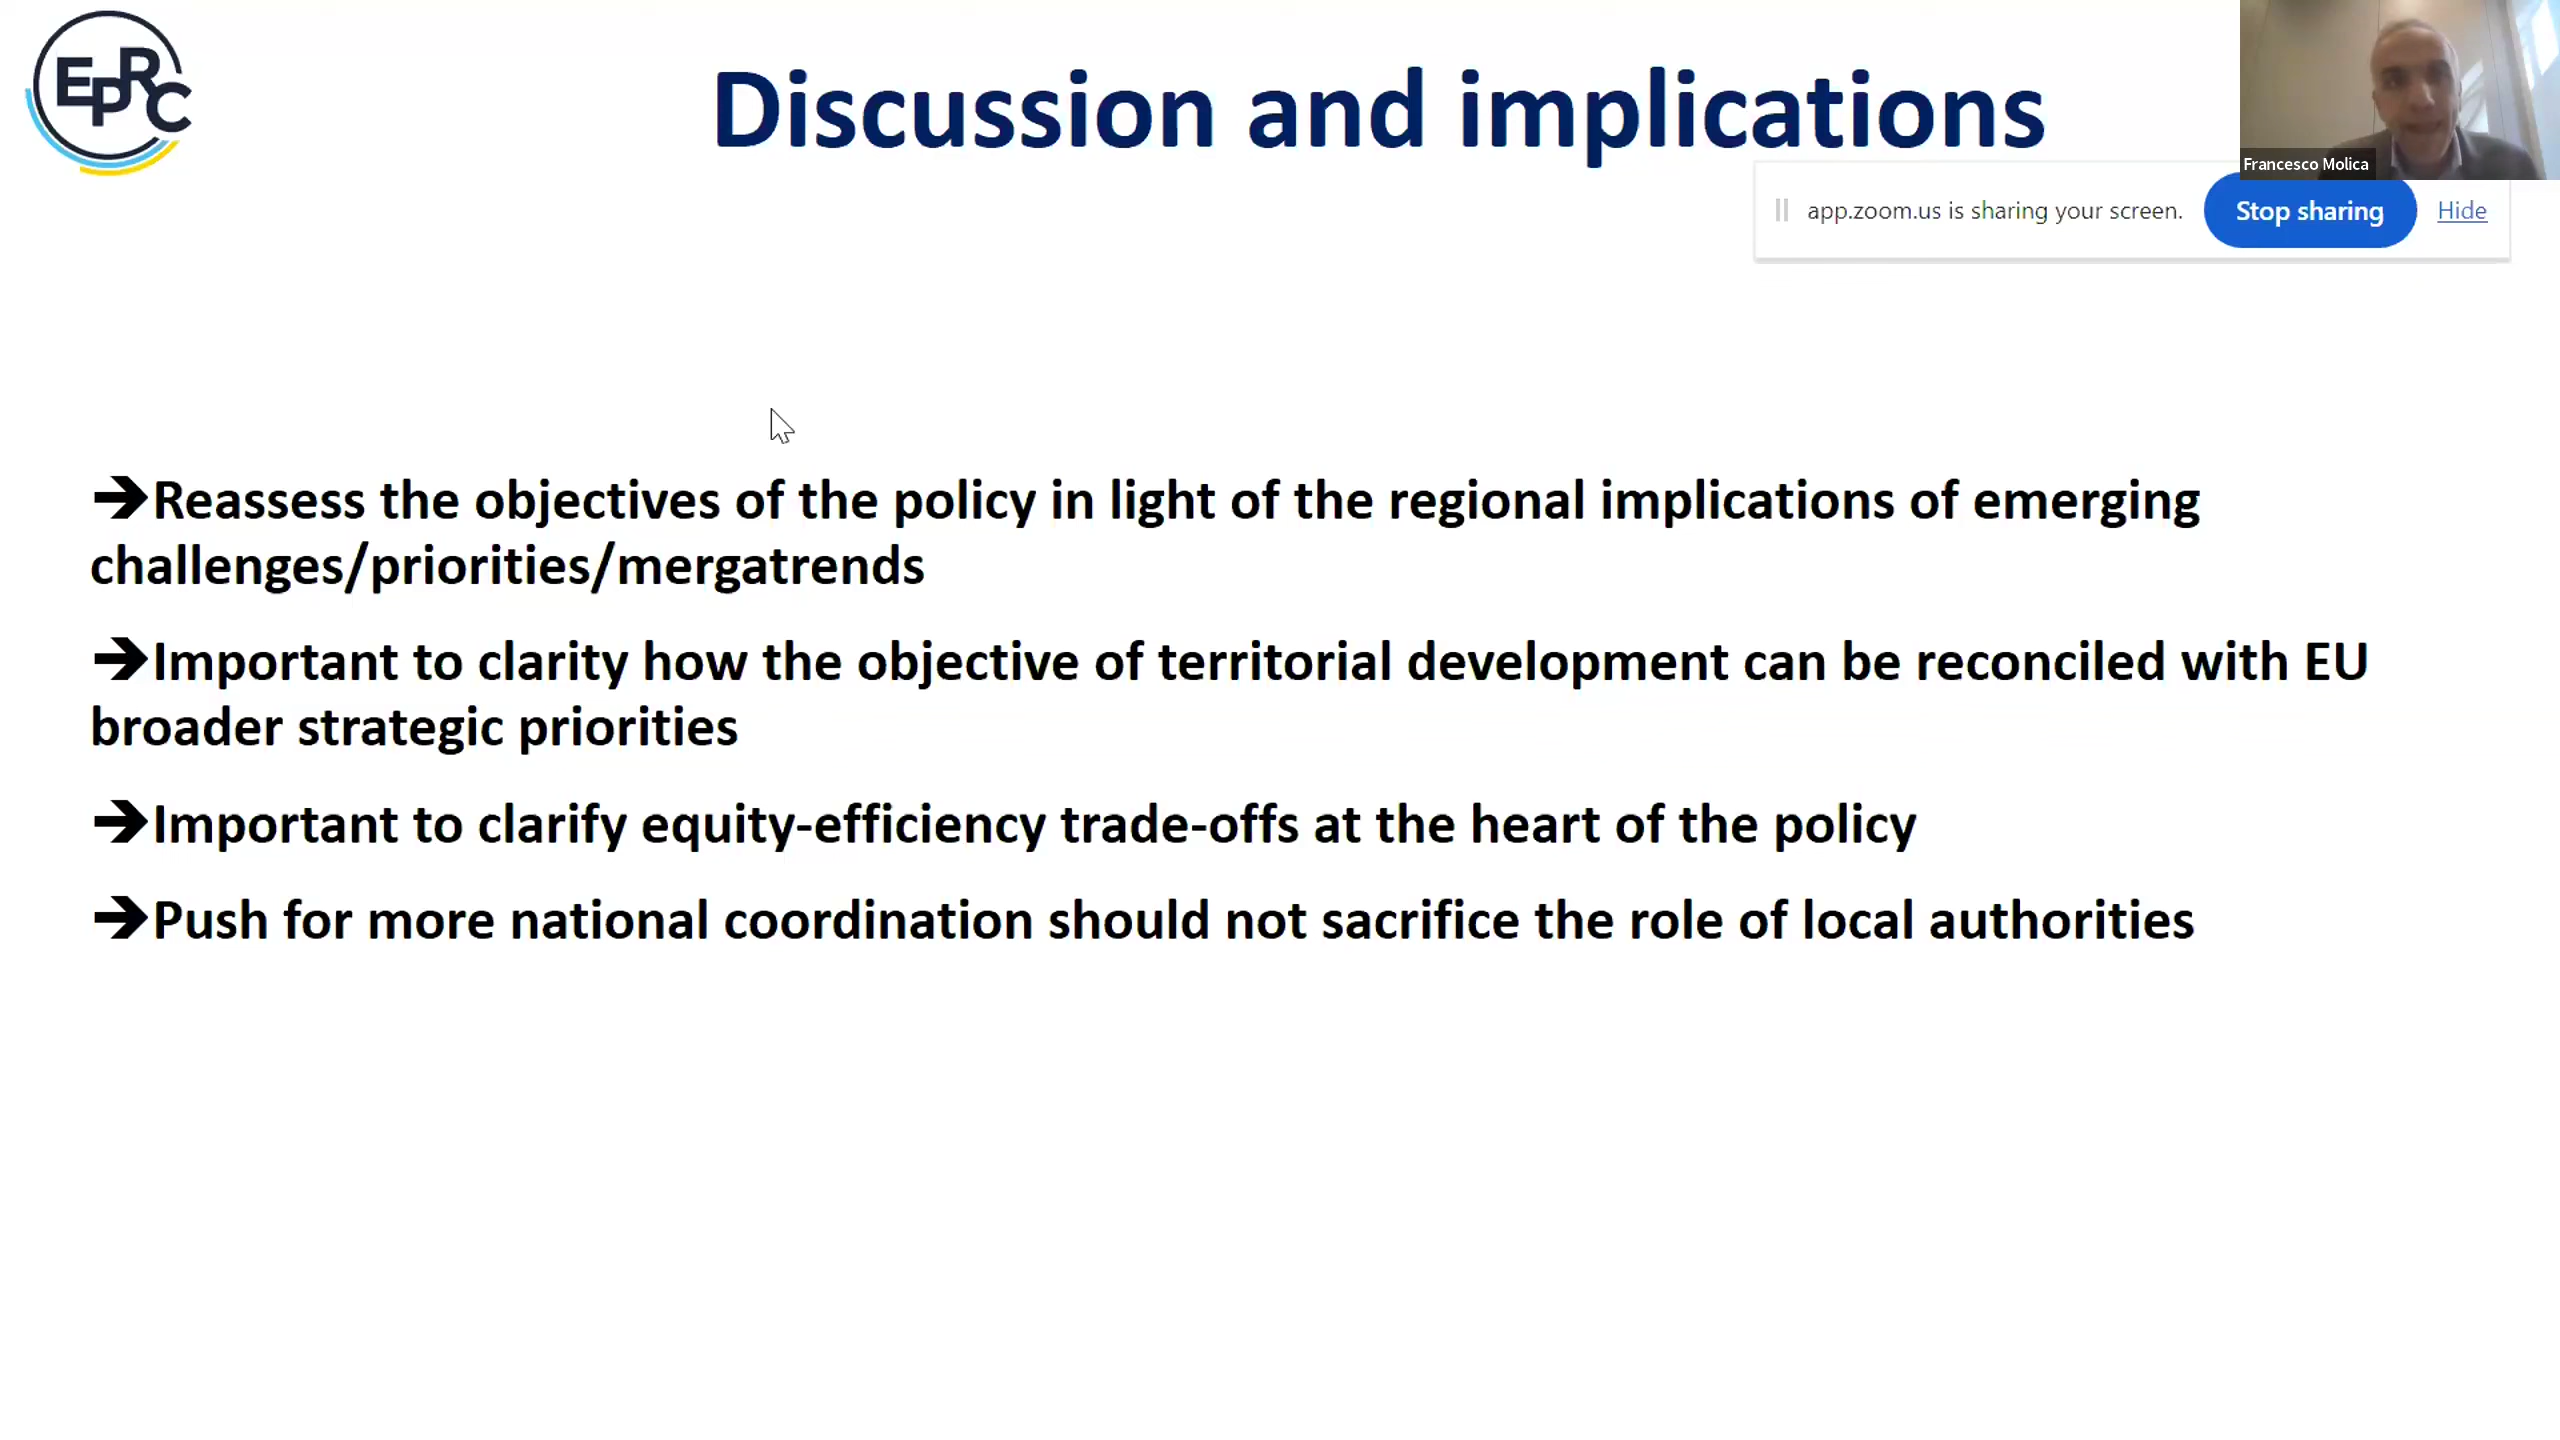 EPRC
Discussion and implications
Francesco Molica
app.zoom.us is sharing your screen.
Stop sharing
Hide
➔Reassess the objectives of the policy in light of the regional implications of emerging
challenges/priorities/mergatrends
➔Important to clarity how the objective of territorial development can be reconciled with EU
broader strategic priorities
➔Important to clarify equity-efficiency trade-offs at the heart of the policy
➔Push for more national coordination should not sacrifice the role of local authorities